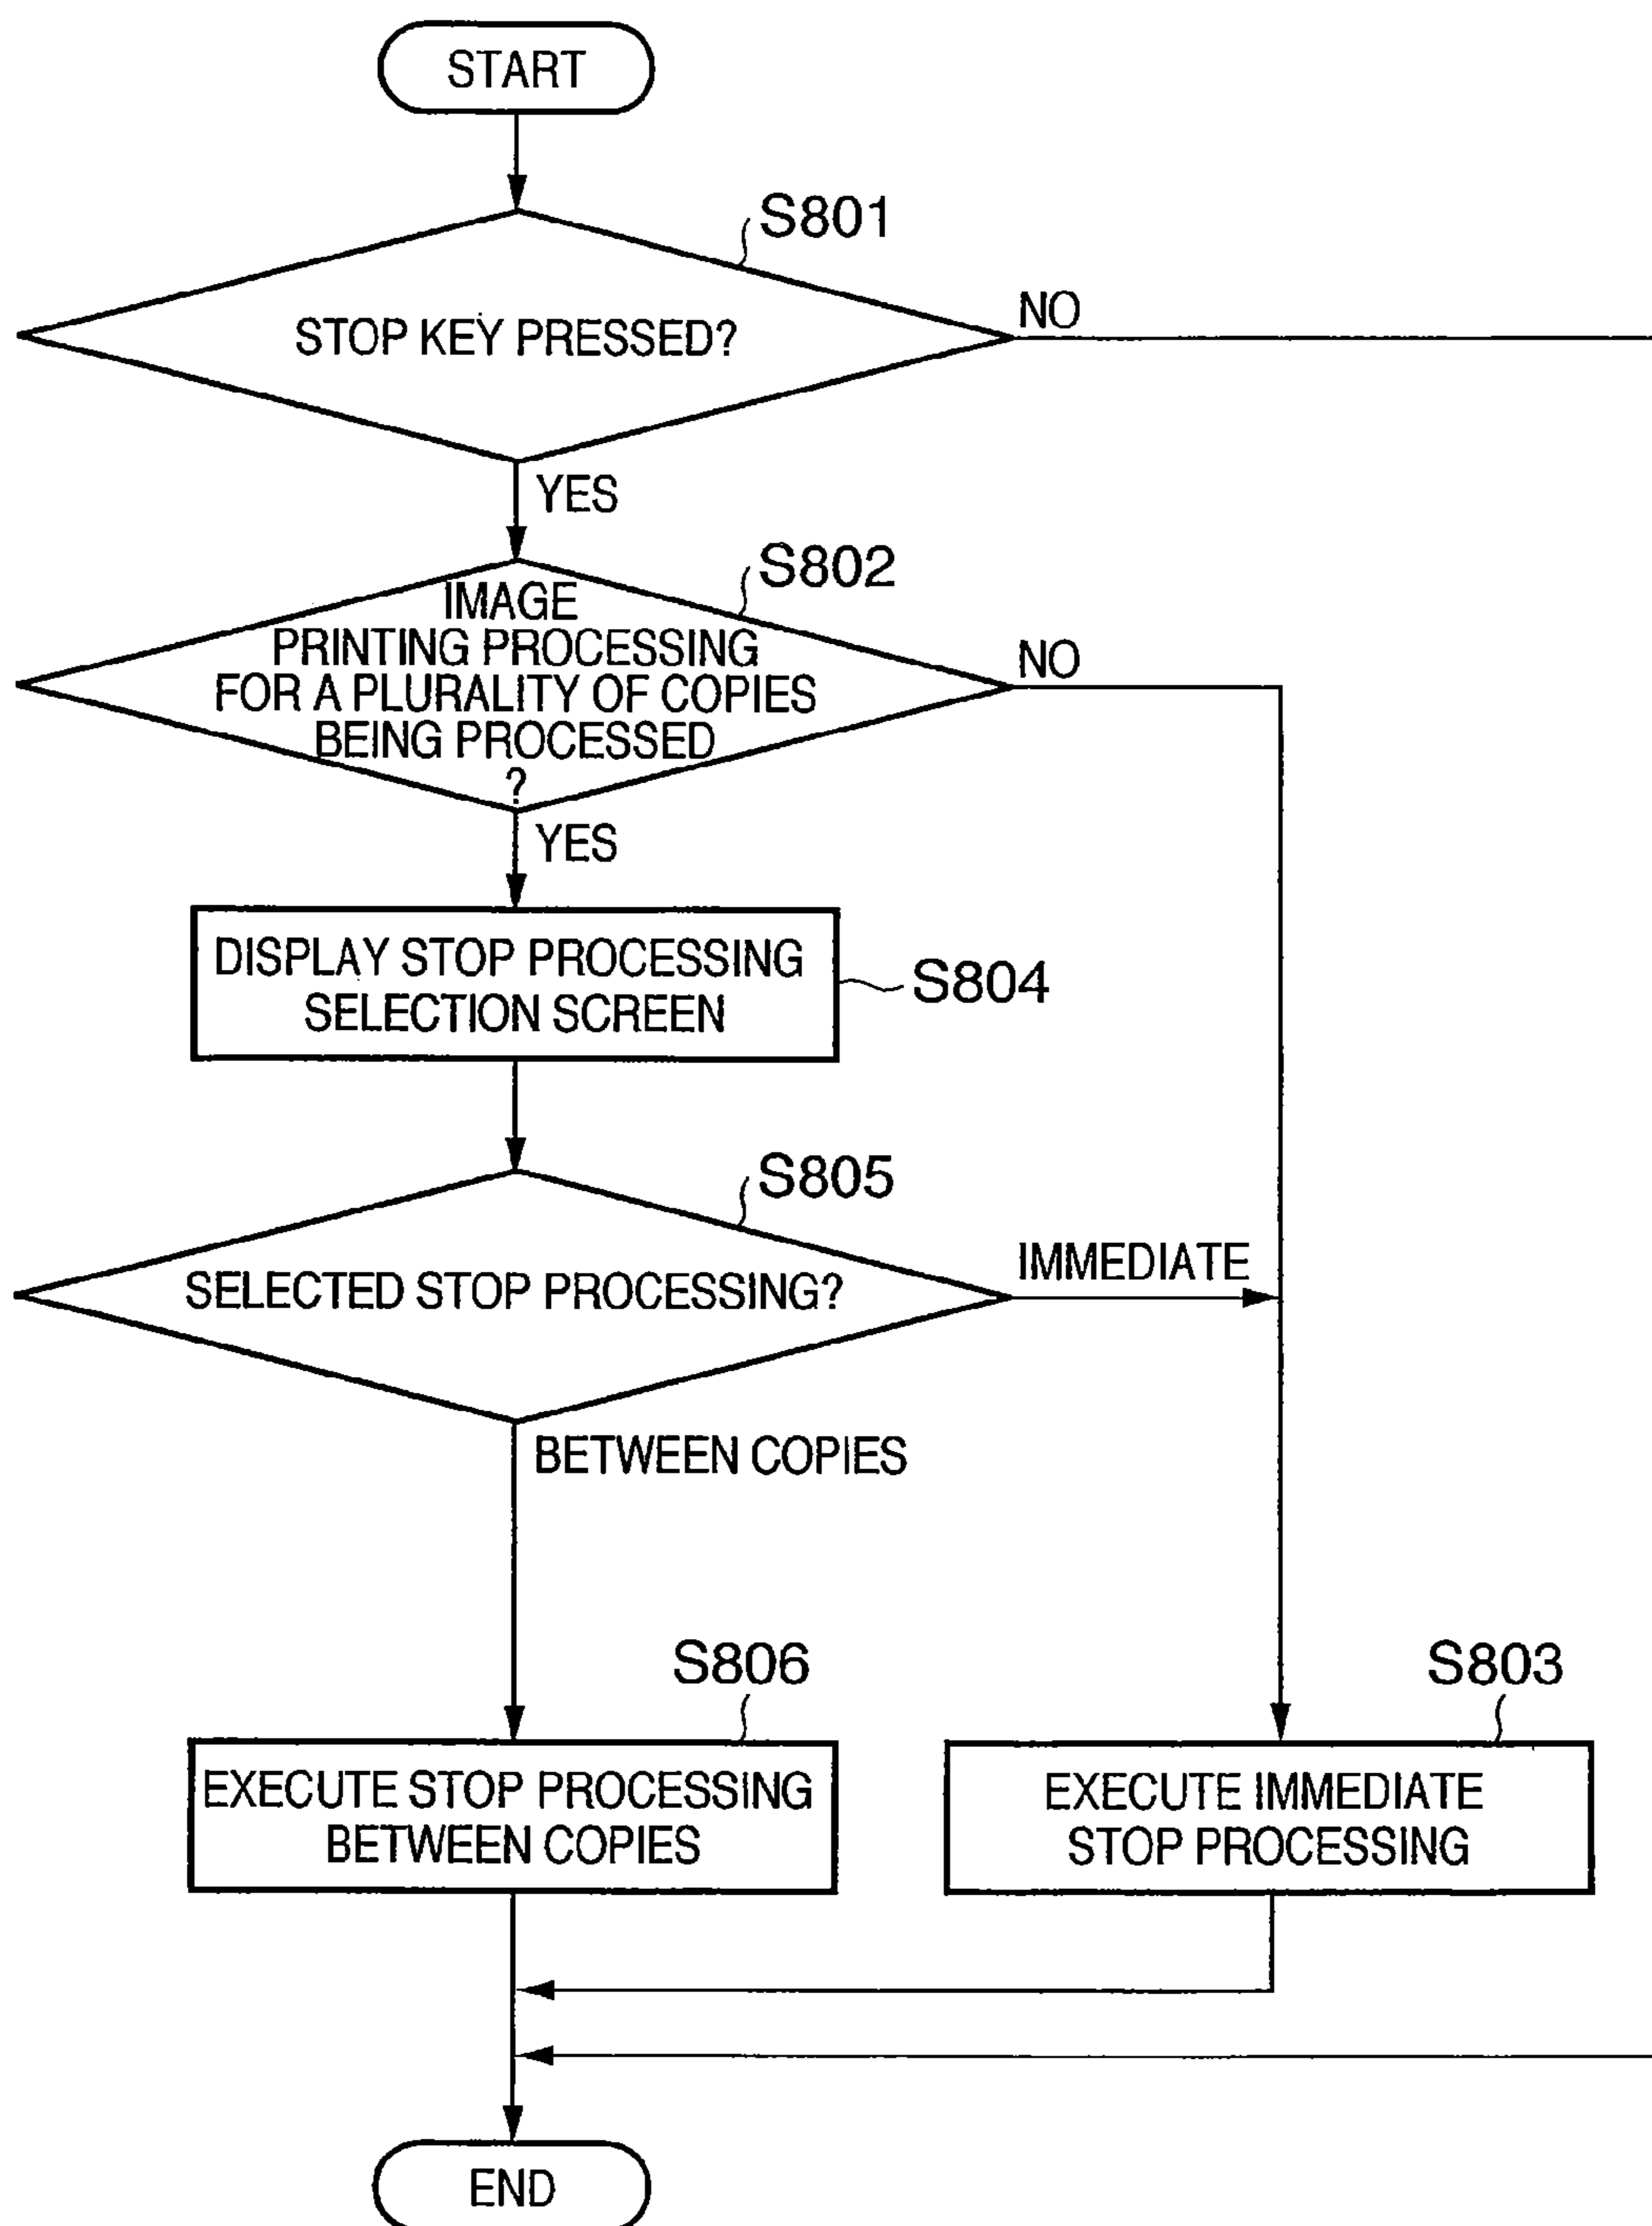 START
S801
STOP KEY PRESSED?
NO
YES
S802
IMAGE
PRINTING PROCESSING
FOR A PLURALITY OF COPIES
BEING PROCESSED
?
NO
YES
DISPLAY STOP PROCESSING
SELECTION SCREEN
S804
S805
SELECTED STOP PROCESSING?
IMMEDIATE
BETWEEN COPIES
S806
EXECUTE STOP PROCESSING
BETWEEN COPIES
S803
EXECUTE IMMEDIATE
STOP PROCESSING
END